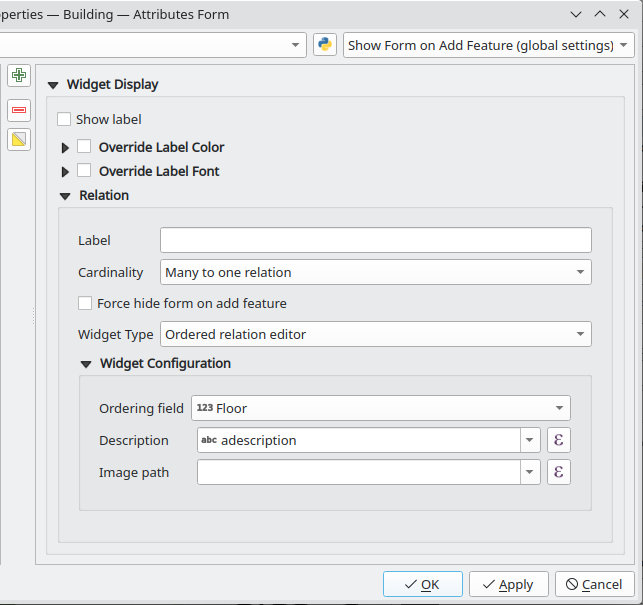 perties — Building — Attributes Form
Show Form on Add Feature (global settings)
Widget Display
Show label
Override Label Color
Override Label Font
Relation
Label
Cardinality Many to one relation
Force hide form on add feature
Widget Type Ordered relation editor
Widget Configuration
Ordering field 123 Floor
Description abc adescription ε
Image path ε
OK Apply Cancel